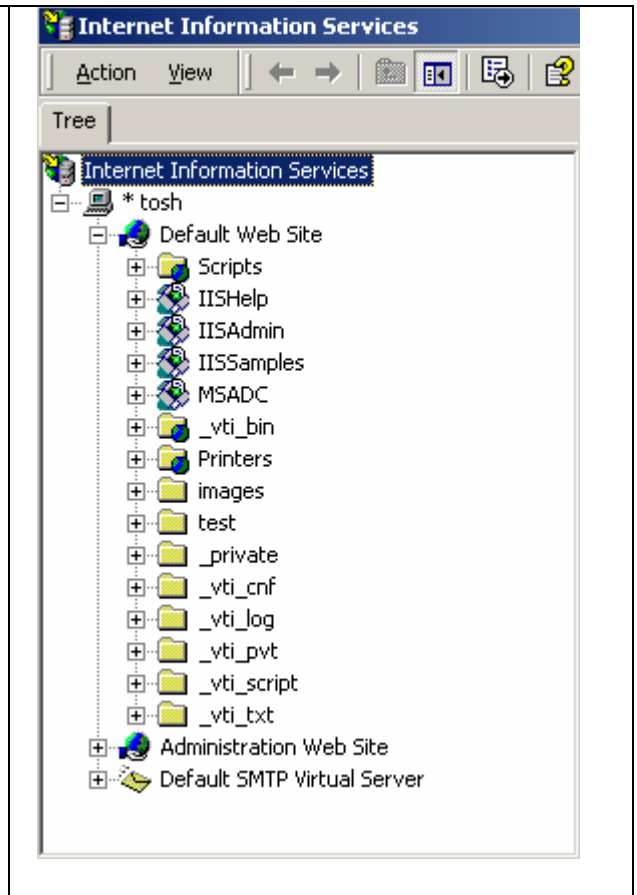 Internet Information Services
Action View
Tree
Internet Information Services
* tosh
Default Web Site
Scripts
IISHelp
IISAdmin
IISSamples
MSADC
_vti_bin
Printers
images
test
_private
_vti_cnf
_vti_log
_vti_pvt
_vti_script
_vti_txt
Administration Web Site
Default SMTP Virtual Server